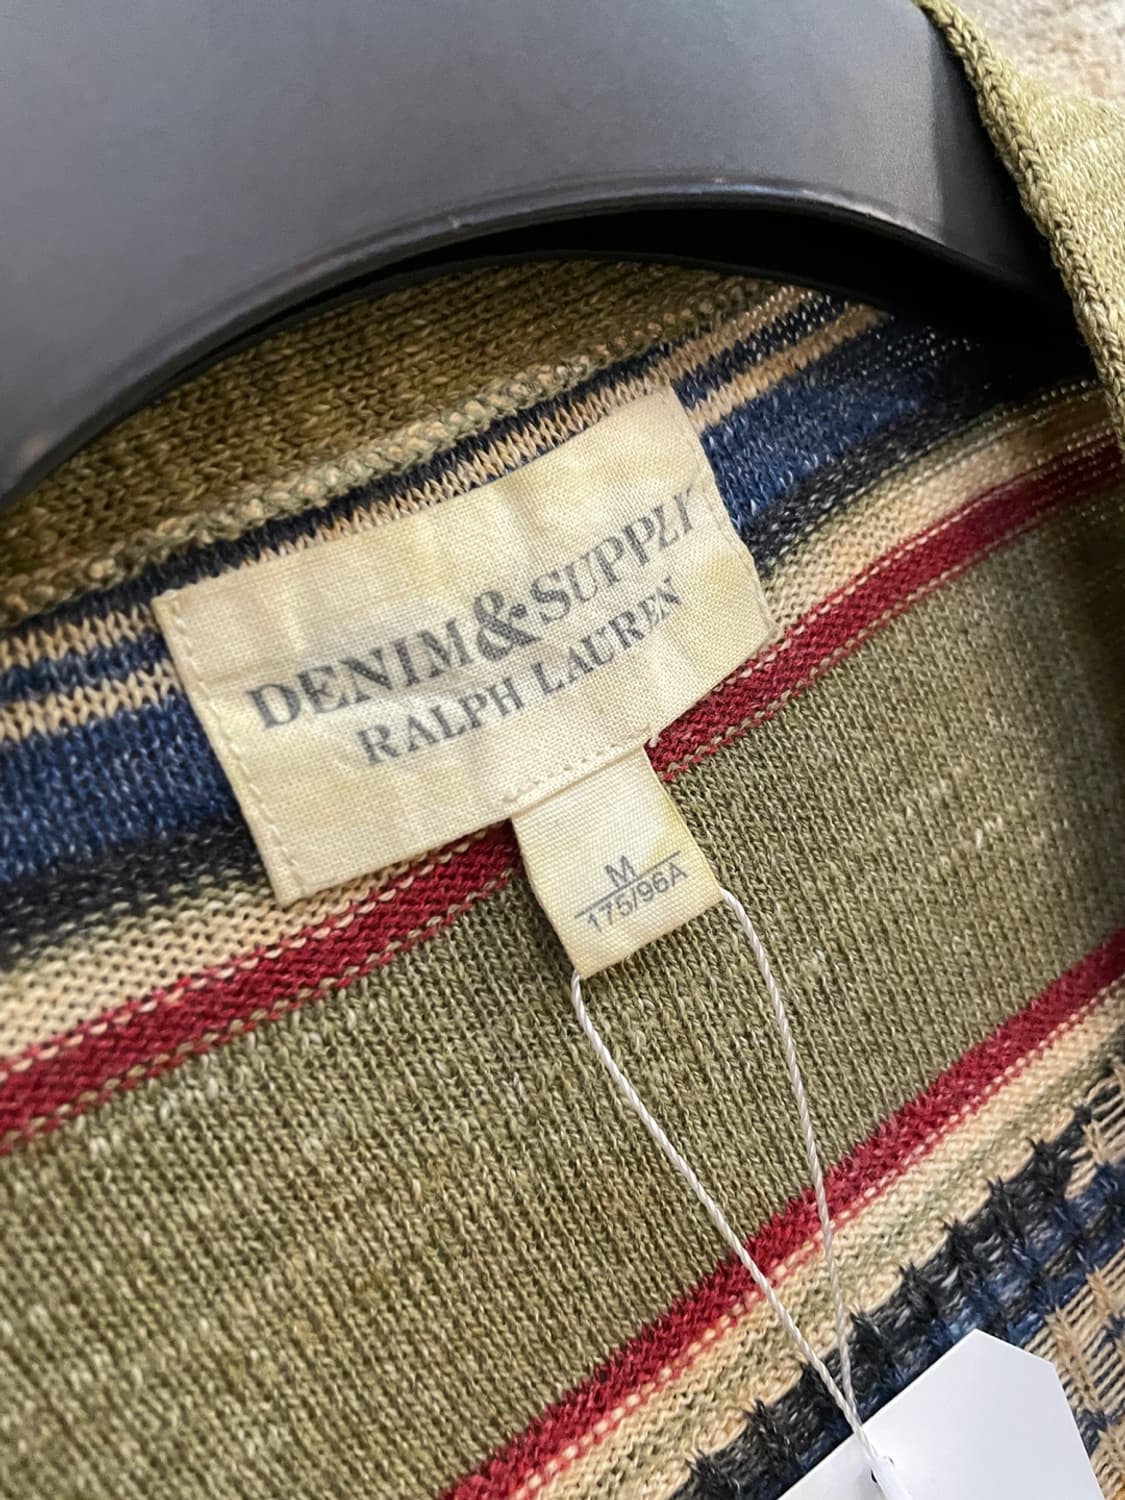 DENIM & SUPPLY
RALPH LAUREN
M
175/96A